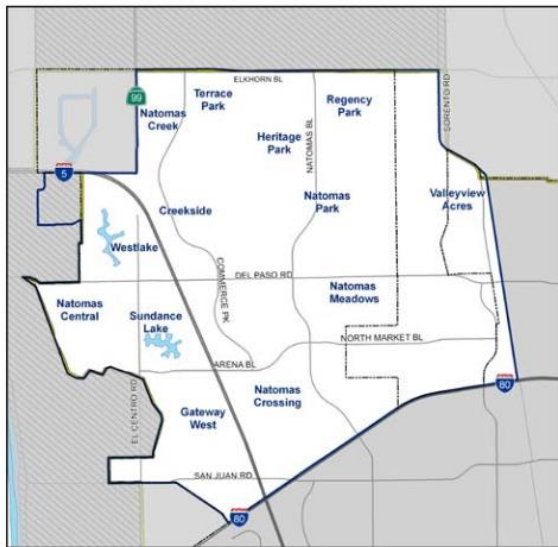 ELKHORN BL
Terrace
Park
Regency
Park
SORENTO RD
99
Natomas
Creek
Heritage
Park
NATOMAS BL
5
Creekside
Natomas
Park
Valleyview
Acres
Westlake
COMMERCE PK
DEL PASO RD
Natomas
Central
Sundance
Lake
Natomas
Meadows
NORTH MARKET BL
ARENA BL
Natomas
Crossing
80
EL CENTRO RD
Gateway
West
SAN JUAN RD
80